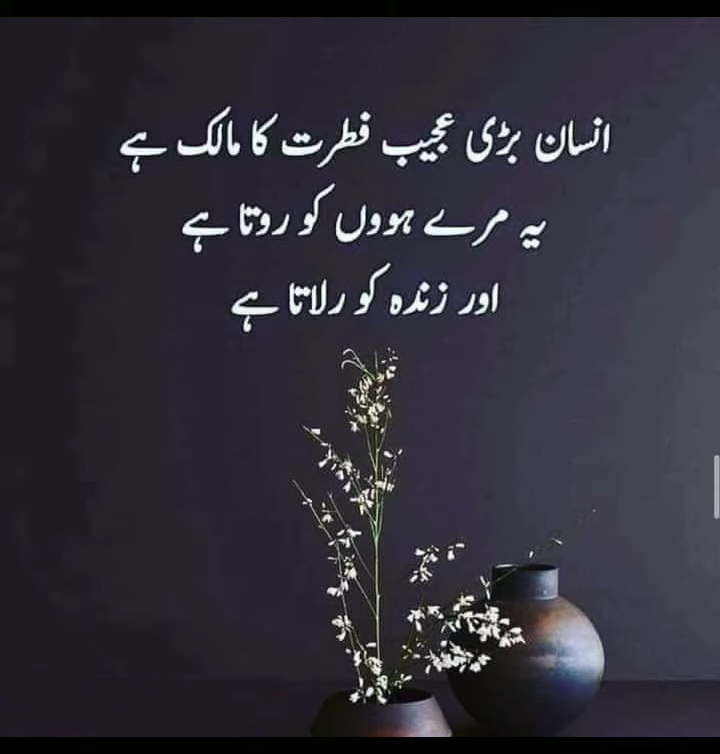 انسان بڑی عجیب فطرت کا مالک ہے
یہ مرے ہووں کو روتا ہے
اور زندہ کو رلاتا ہے